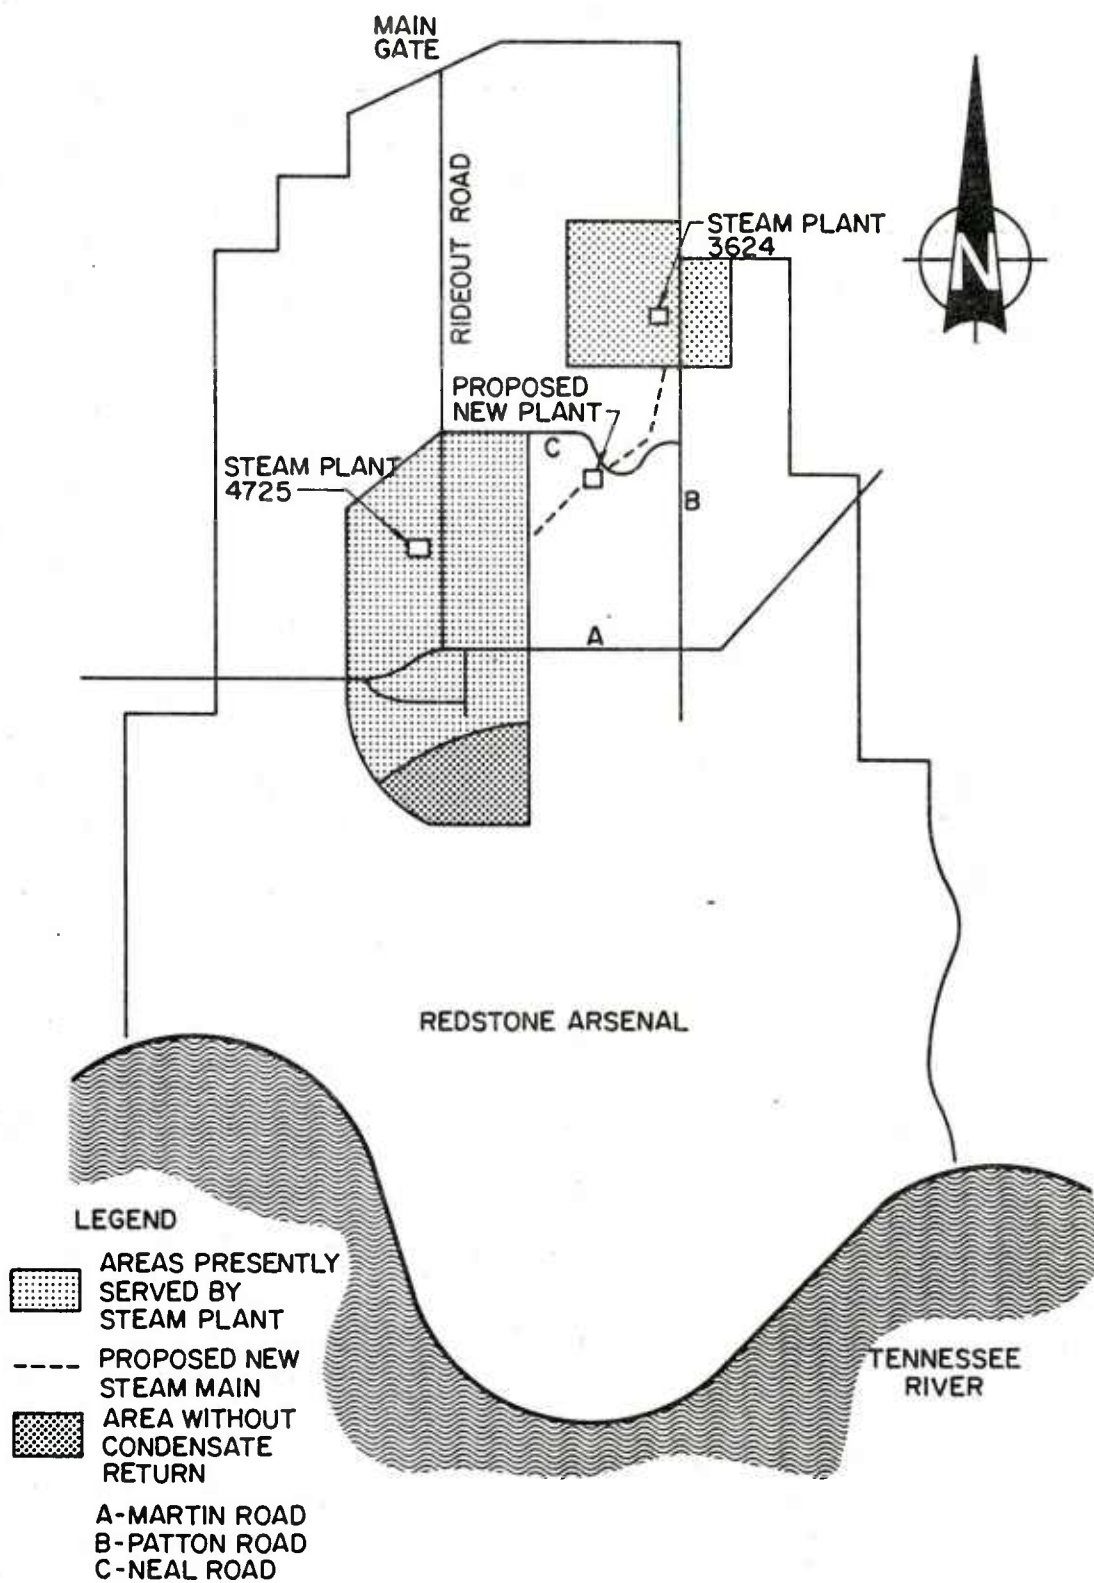 MAIN
GATE
RIDEOUT ROAD
N
STEAM PLANT
3624
PROPOSED
NEW PLANT
C
STEAM PLANT
4725
B
A
REDSTONE ARSENAL
LEGEND
AREAS PRESENTLY
SERVED BY
STEAM PLANT
PROPOSED NEW
STEAM MAIN
AREA WITHOUT
CONDENSATE
RETURN
A-MARTIN ROAD
B-PATTON ROAD
C-NEAL ROAD
TENNESSEE
RIVER